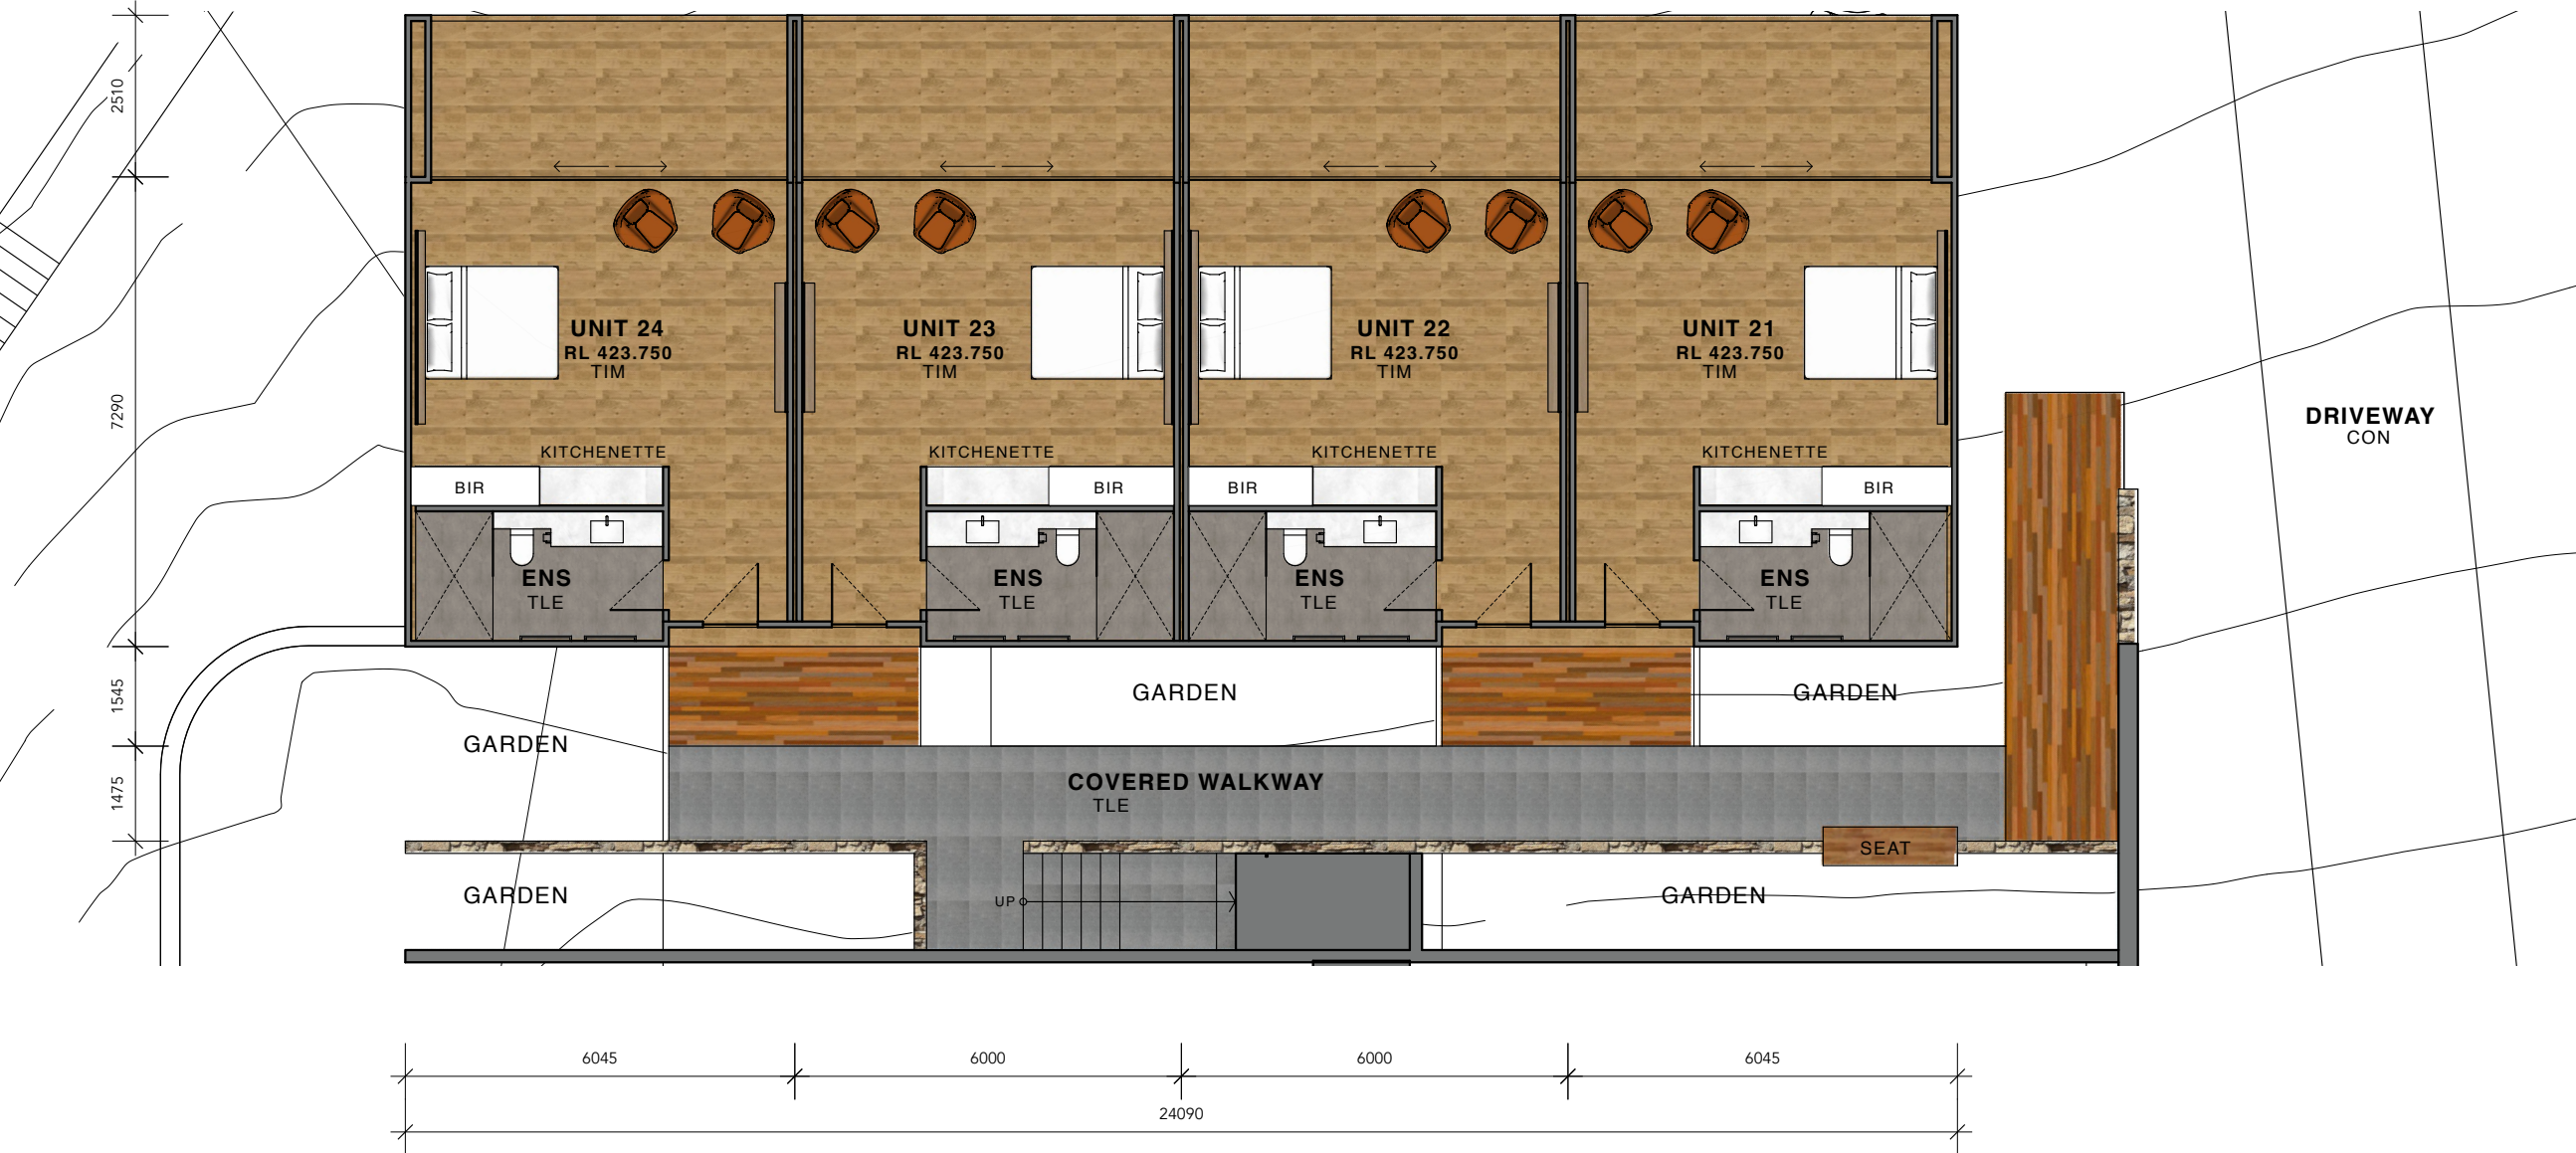 2510
7290
1545
1475
UNIT 24
RL 423.750
TIM
UNIT 23
RL 423.750
TIM
UNIT 22
RL 423.750
TIM
UNIT 21
RL 423.750
TIM
DRIVEWAY
CON
KITCHENETTE
KITCHENETTE
KITCHENETTE
KITCHENETTE
BIR
BIR
BIR
BIR
ENS
TLE
ENS
TLE
ENS
TLE
ENS
TLE
GARDEN
GARDEN
GARDEN
COVERED WALKWAY
TLE
SEAT
GARDEN
UP
GARDEN
6045
6000
6000
6045
24090